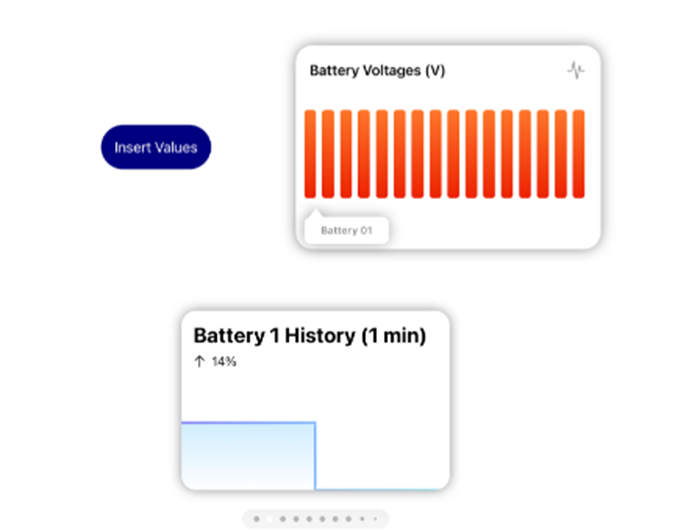 Battery Voltages (V)
Insert Values
Battery 01
Battery 1 History (1 min)
↑ 14%